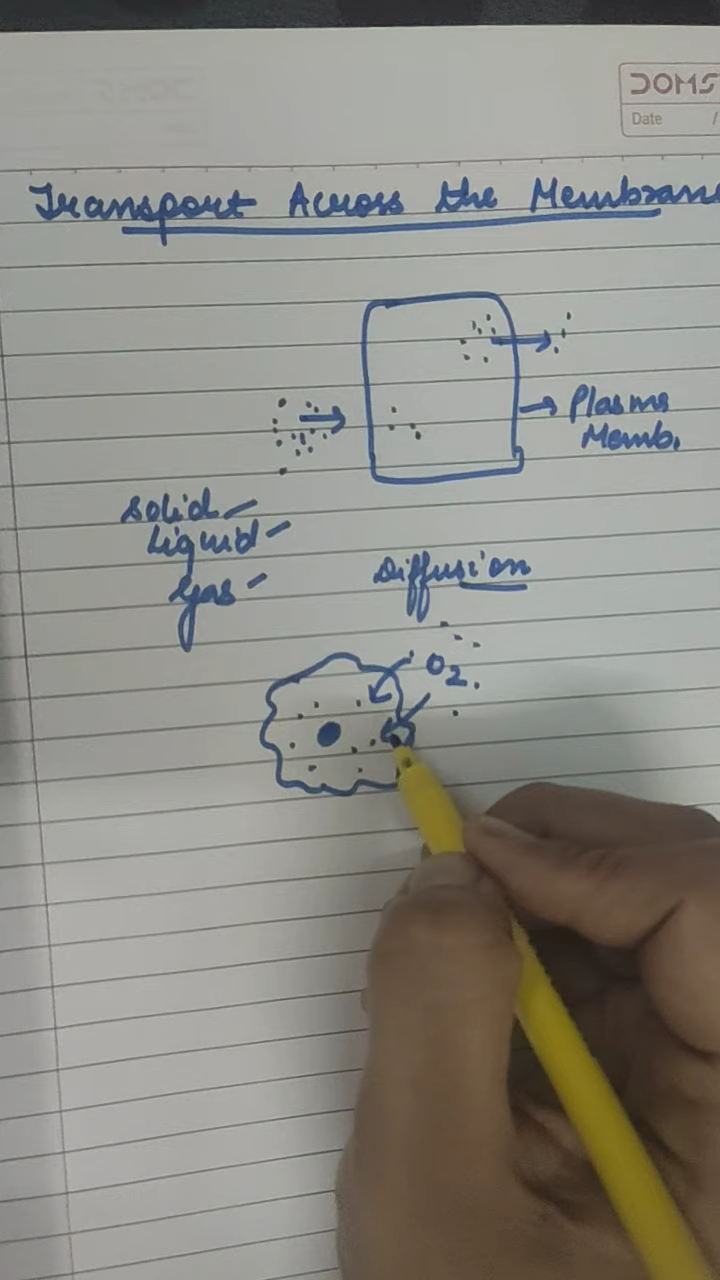 DOMS
Date /
Transport Across the Membrane
Plasma
Memb.
Solid
Liquid
Gas
Diffusion
O2